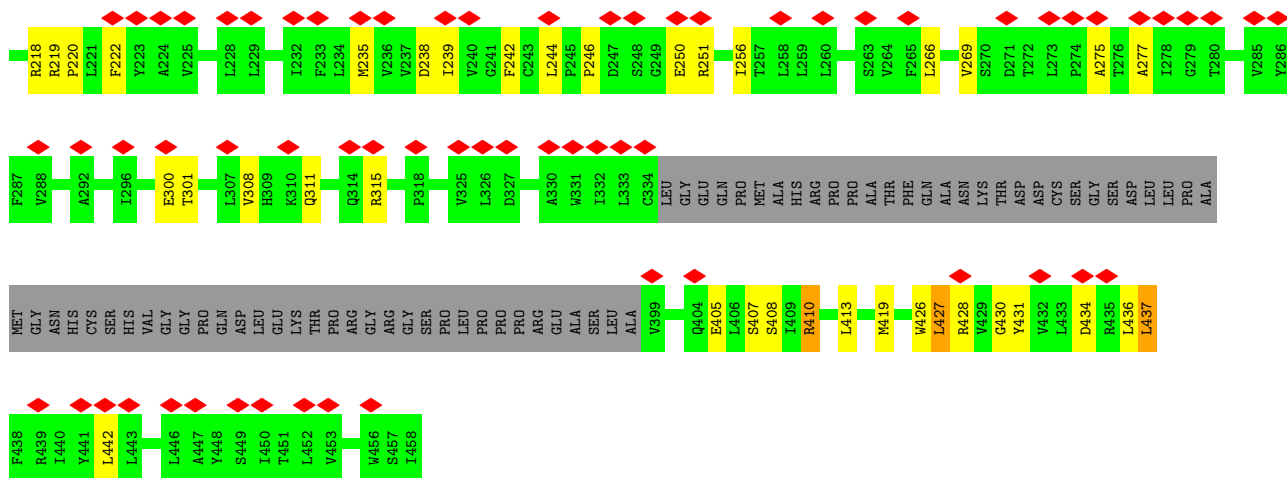 R218 R219 P220 L221 F222 Y223 A224 V225 L228 L229 I232 F233 L234 M235 V236 V237 D238 I239 V240 G241 F242 C243 L244 P245 P246 D247 S248 G249 E250 R251 I256 T257 L258 L259 L260 S263 V264 F265 L266 V269 S270 D271 T272 L273 P274 A275 T276 A277 I278 G279 T280 V285 Y286
F287 V288 A292 I296 E300 T301 L307 V308 H309 K310 Q311 Q314 R315 P318 V325 L326 D327 A330 W331 I332 L333 C334 LEU GLY GLU GLN PRO MET ALA HIS ARG PRO PRO ALA THR PHE GLN ALA ASN LYS THR ASP ASP CYS SER GLY SER ASP LEU LEU PRO ALA
MET GLY ASN HIS CYS SER HIS VAL GLY GLY PRO GLN ASP LEU GLU LYS THR PRO ARG GLY ARG GLY SER PRO LEU PRO PRO PRO ARG GLU ALA SER LEU ALA V399 Q404 E405 L406 S407 S408 I409 R410 L413 M419 W426 L427 R428 V429 G430 Y431 V432 L433 D434 R435 L436 L437
F438 R439 I440 Y441 L442 L443 L446 A447 Y448 S449 I450 T451 L452 V453 W456 S457 I458